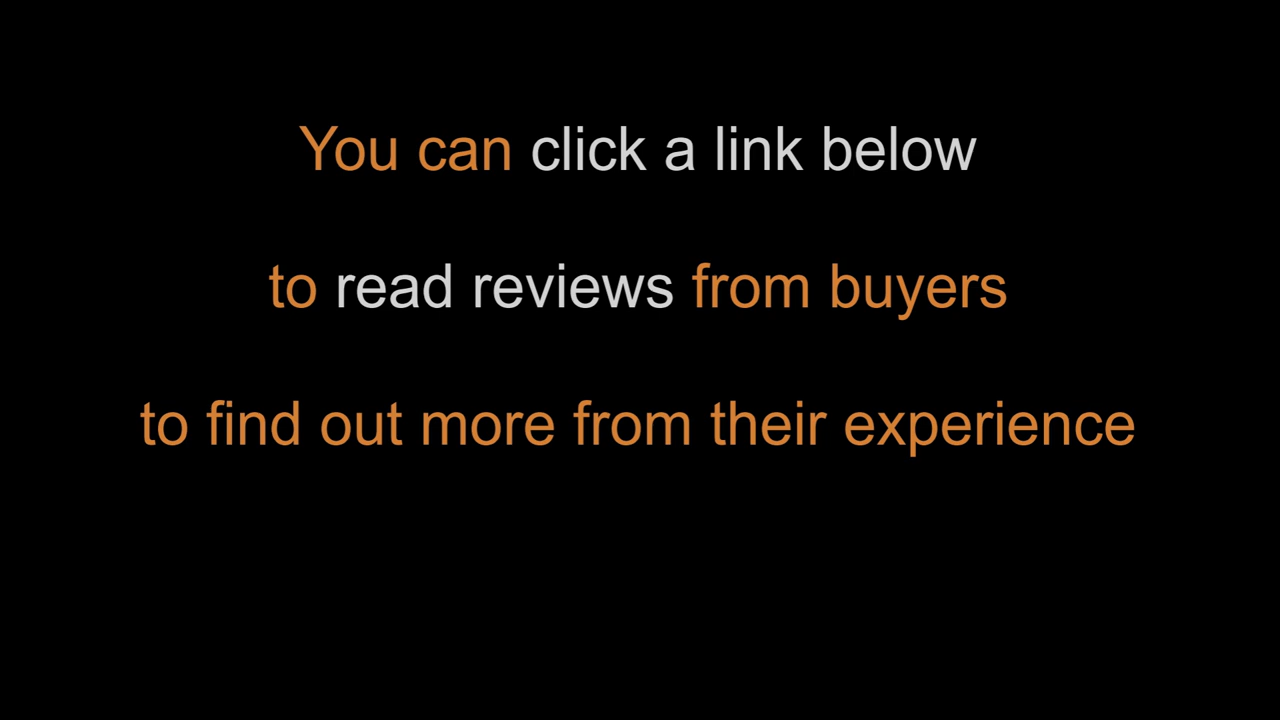 You can click a link below
to read reviews from buyers
to find out more from their experience